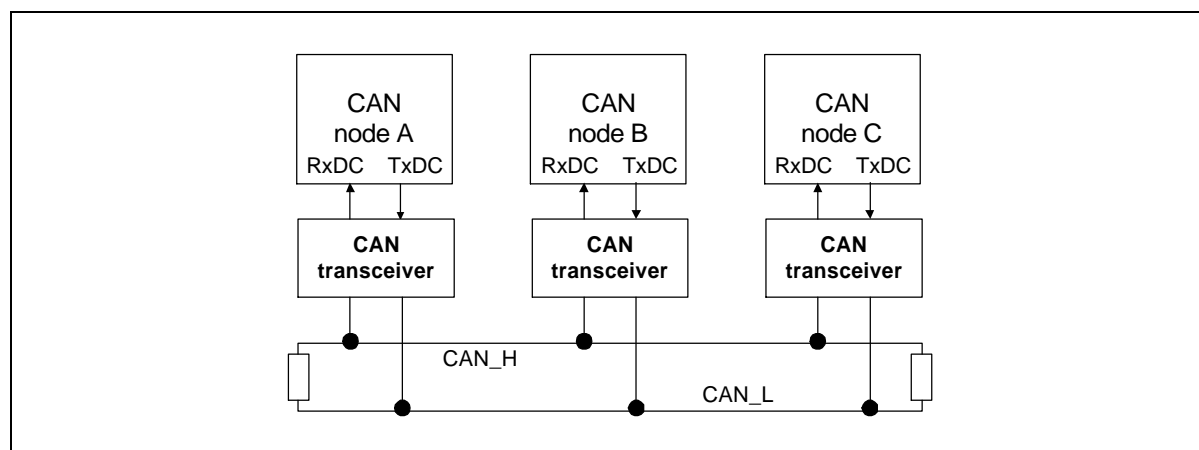 CAN
node A
RxDC TxDC
CAN
node B
RxDC TxDC
CAN
node C
RxDC TxDC
CAN
transceiver
CAN
transceiver
CAN
transceiver
CAN_H
CAN_L